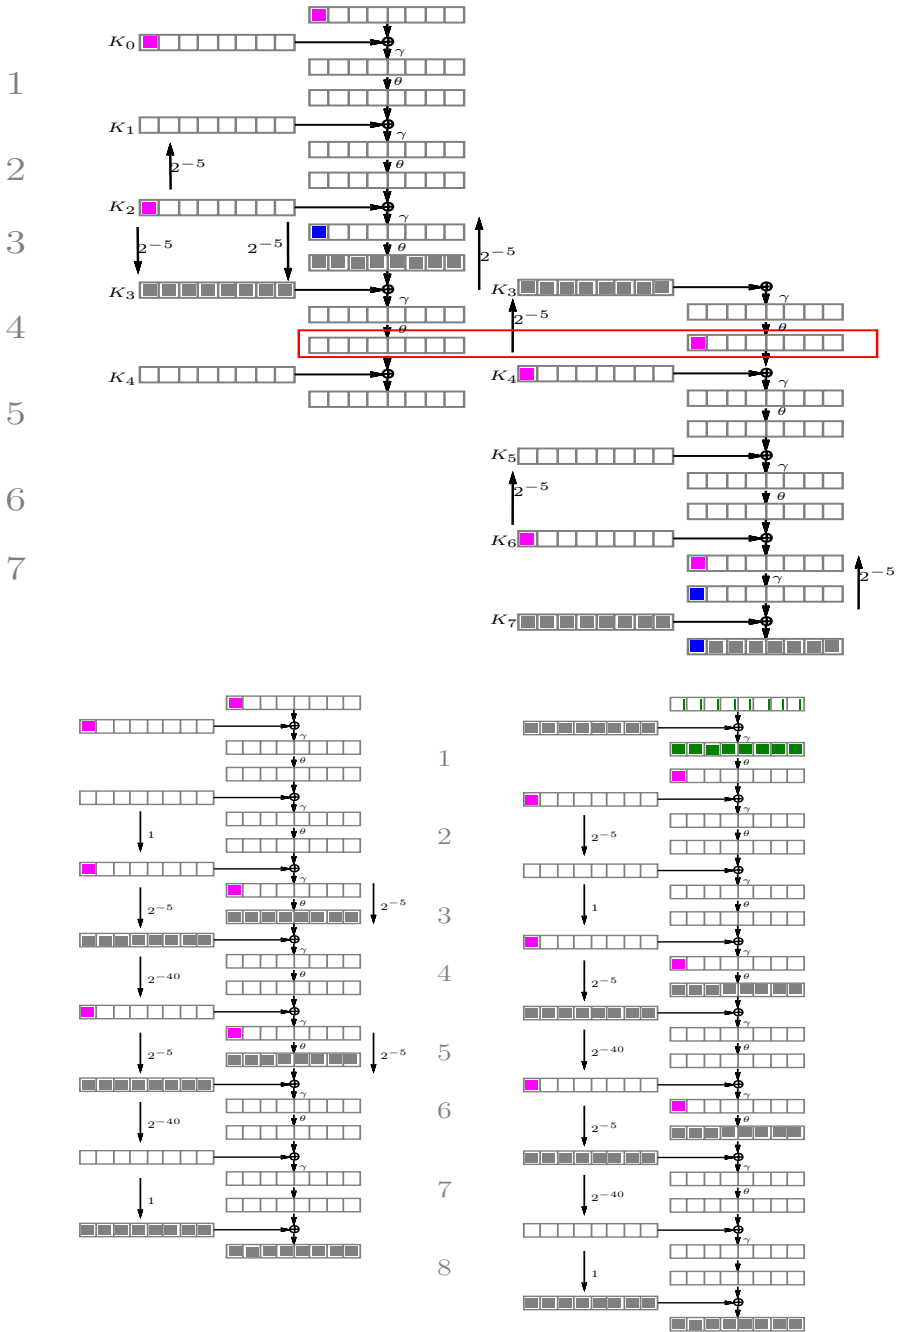 K₀
γ
1
θ
K₁
γ
2
2⁻⁵
θ
K₂
γ
3
2⁻⁵ 2⁻⁵ θ 2⁻⁵
K₃ K₃
γ γ
4
2⁻⁵
θ θ
K₄ K₄
γ
5
θ
K₅
γ
6
2⁻⁵ θ
K₆
7
γ 2⁻⁵
K₇
γ γ
1
θ θ
γ γ
1 2⁻⁵
2
θ θ
γ γ
2⁻⁵ θ 2⁻⁵ 1 θ
3
γ γ
2⁻⁴⁰ θ 2⁻⁵ θ
4
γ γ
2⁻⁵ θ 2⁻⁵ 2⁻⁴⁰ θ
5
γ γ
2⁻⁴⁰ θ 2⁻⁵ θ
6
γ γ
1 2⁻⁴⁰ θ
7
γ
1
8